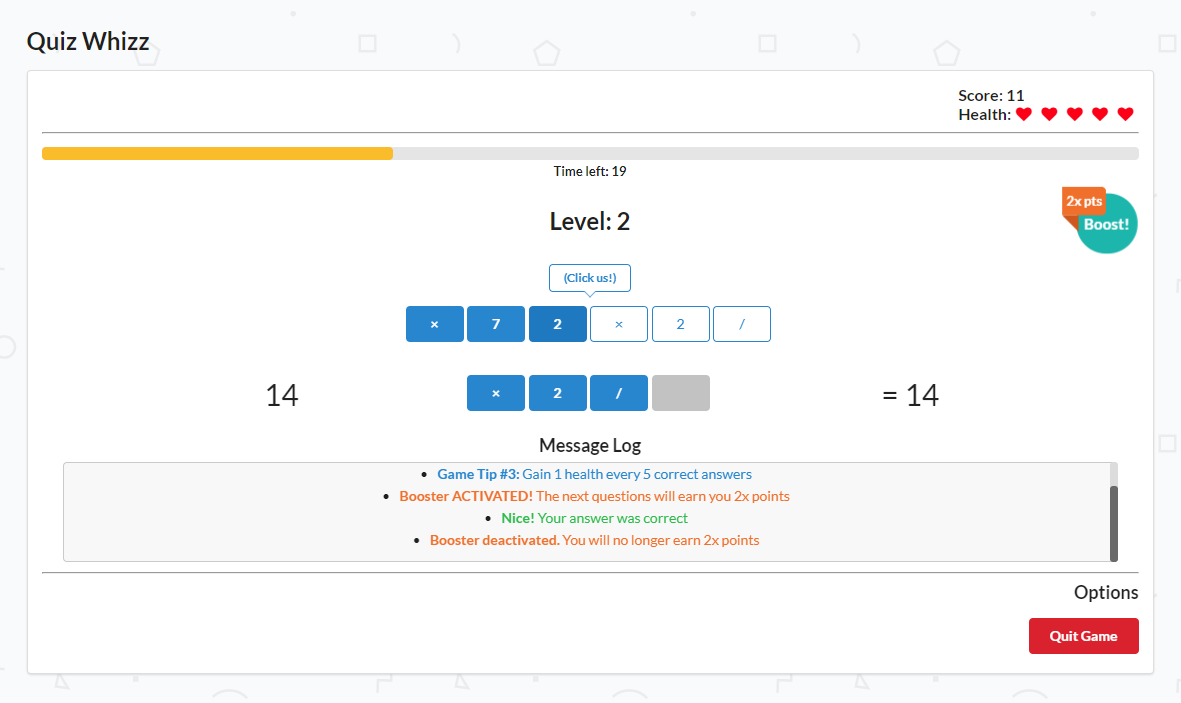 Quiz Whizz
Score: 11
Health:
Time left: 19
2x pts
Boost!
Level: 2
(Click us!)
× 7 2 × 2 /
14 × 2 / = 14
Message Log
Game Tip #3: Gain 1 health every 5 correct answers
Booster ACTIVATED! The next questions will earn you 2x points
Nice! Your answer was correct
Booster deactivated. You will no longer earn 2x points
Options
Quit Game